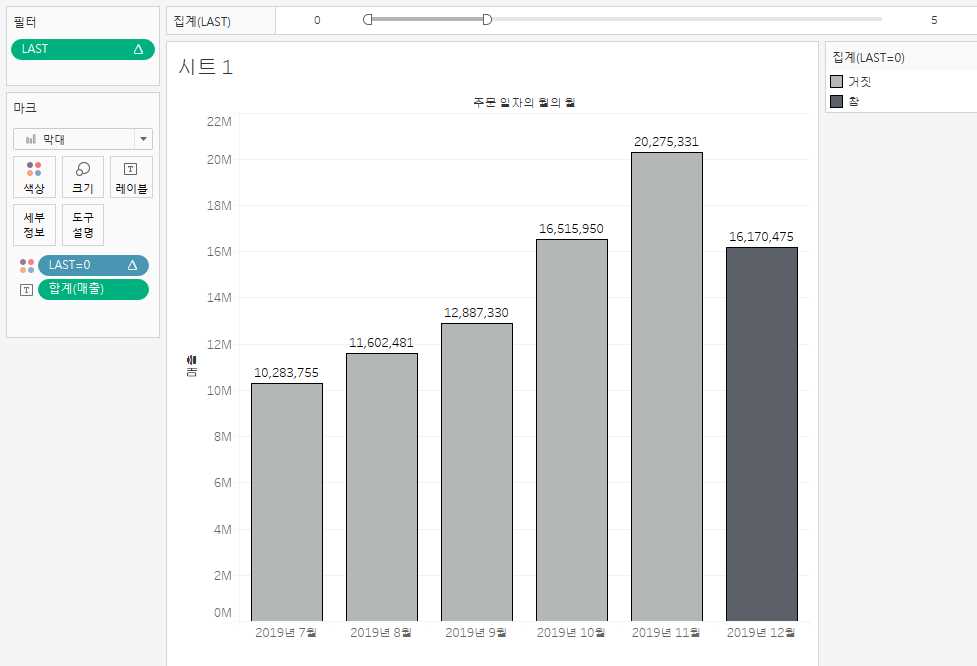 필터
LAST
마크
막대
색상
크기
레이블
세부
정보
도구
설명
LAST=0
합계(매출)
집계(LAST)
0
5
시트 1
주문 일자의 월의 월
매출
22M
20M
18M
16M
14M
12M
10M
8M
6M
4M
2M
0M
10,283,755
11,602,481
12,887,330
16,515,950
20,275,331
16,170,475
2019년 7월
2019년 8월
2019년 9월
2019년 10월
2019년 11월
2019년 12월
집계(LAST=0)
거짓
참